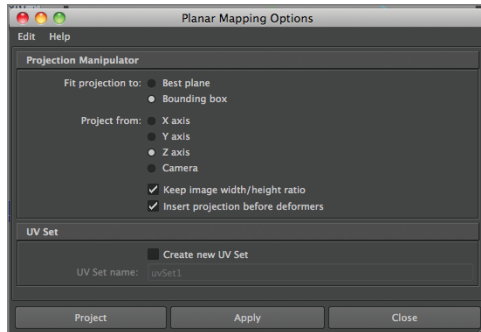 Planar Mapping Options
Edit Help
Projection Manipulator
Fit projection to: Best plane
Bounding box
Project from: X axis
Y axis
Z axis
Camera
Keep image width/height ratio
Insert projection before deformers
UV Set
Create new UV Set
UV Set name: uvSet1
Project Apply Close